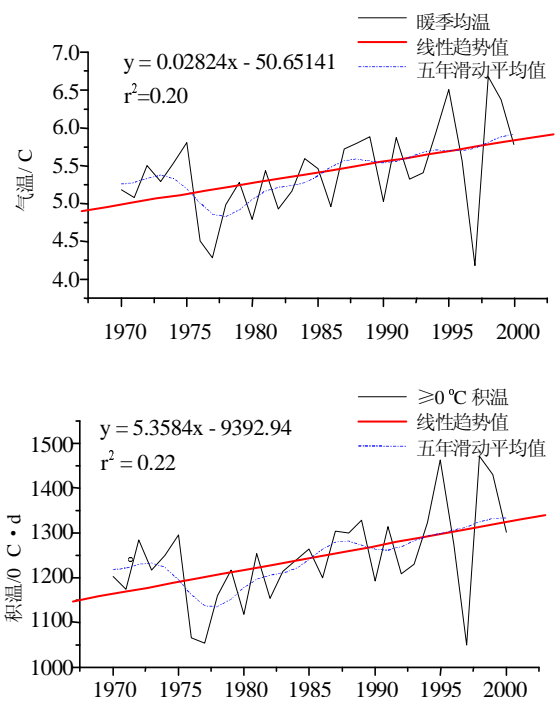 暖季均温
线性趋势值
五年滑动平均值
y = 0.02824x - 50.65141
r²=0.20
气温/ C
7.0
6.5
6.0
5.5
5.0
4.5
4.0
1970 1975 1980 1985 1990 1995 2000
≥0 ℃ 积温
线性趋势值
五年滑动平均值
y = 5.3584x - 9392.94
r² = 0.22
积温/0 C·d
1500
1400
1300
1200
1100
1000
1970 1975 1980 1985 1990 1995 2000